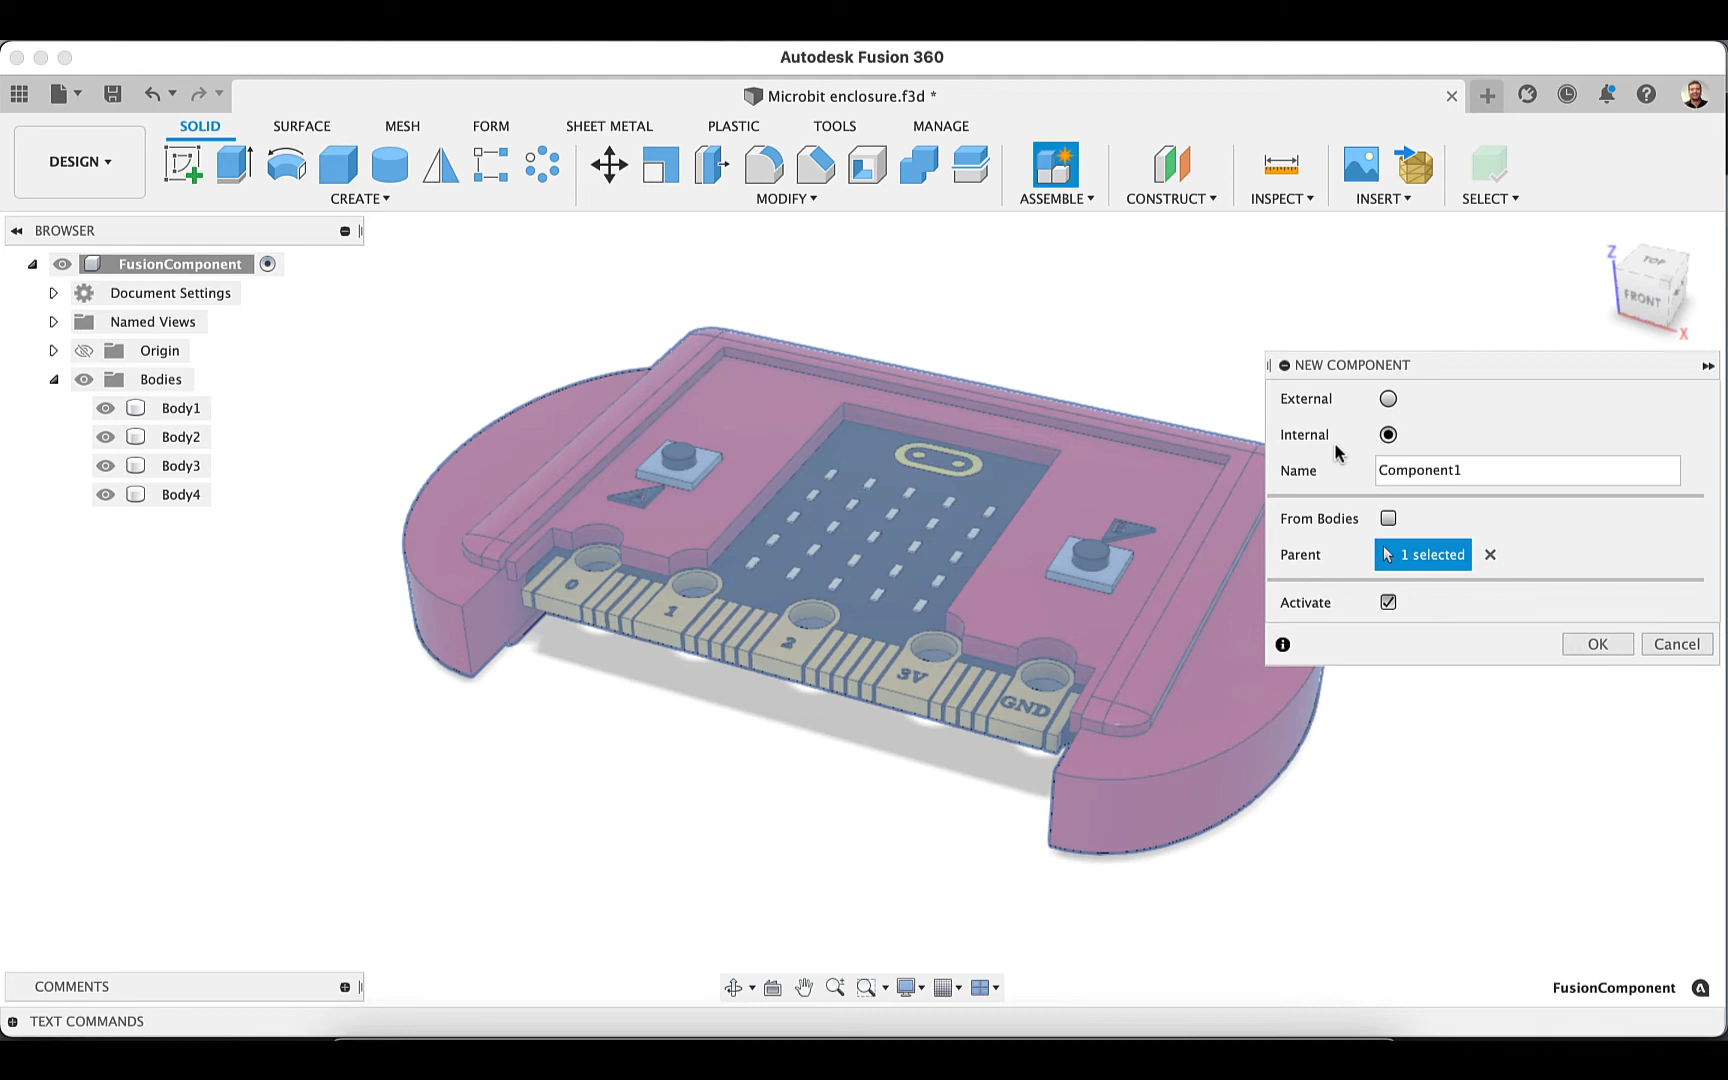 Autodesk Fusion 360
Microbit enclosure.f3d *
SOLID SURFACE MESH FORM SHEET METAL PLASTIC TOOLS MANAGE
DESIGN
CREATE MODIFY ASSEMBLE CONSTRUCT INSPECT INSERT SELECT
BROWSER
FusionComponent
Document Settings
Named Views
Origin
Bodies
Body1
Body2
Body3
Body4
TOP
FRONT
Z
X
0
1
2
3V
GND
NEW COMPONENT
External
Internal
Name Component1
From Bodies
Parent 1 selected
Activate
OK Cancel
COMMENTS
FusionComponent
TEXT COMMANDS